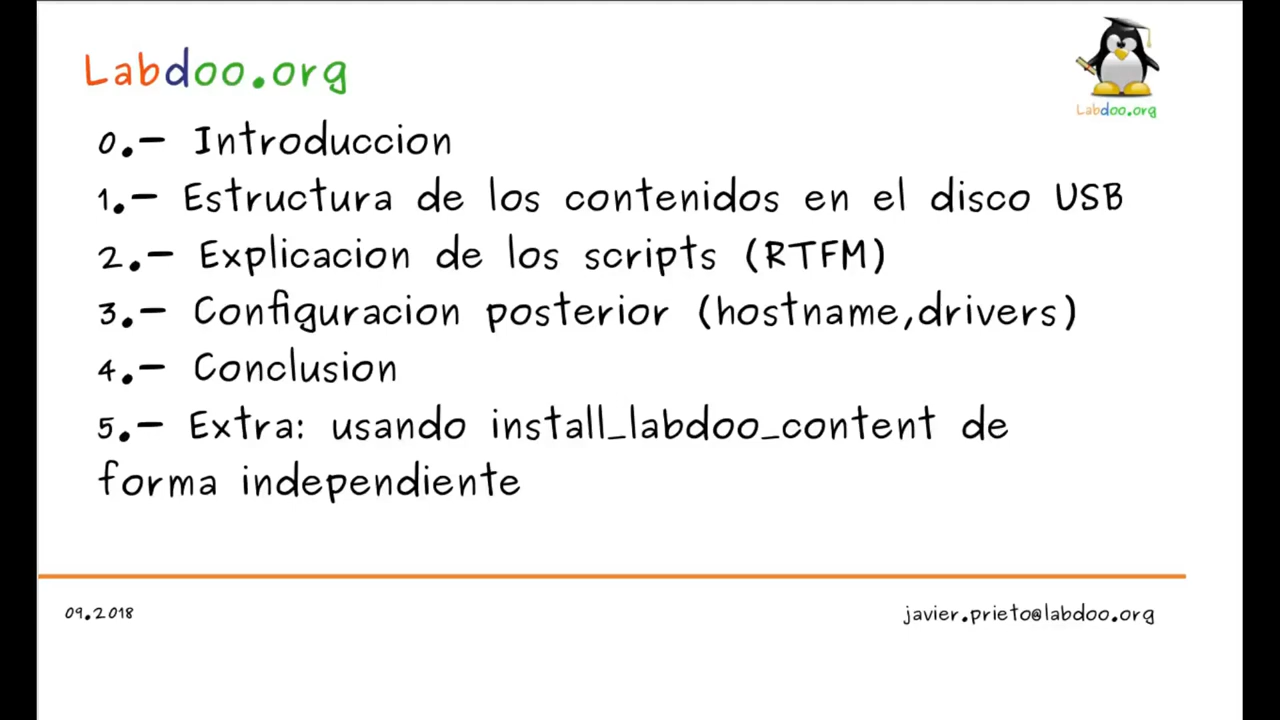 Labdoo.org
Labdoo.org
0.- Introduccion
1.- Estructura de los contenidos en el disco USB
2.- Explicacion de los scripts (RTFM)
3.- Configuracion posterior (hostname,drivers)
4.- Conclusion
5.- Extra: usando install_labdoo_content de
forma independiente
09.2018
javier.prieto@labdoo.org